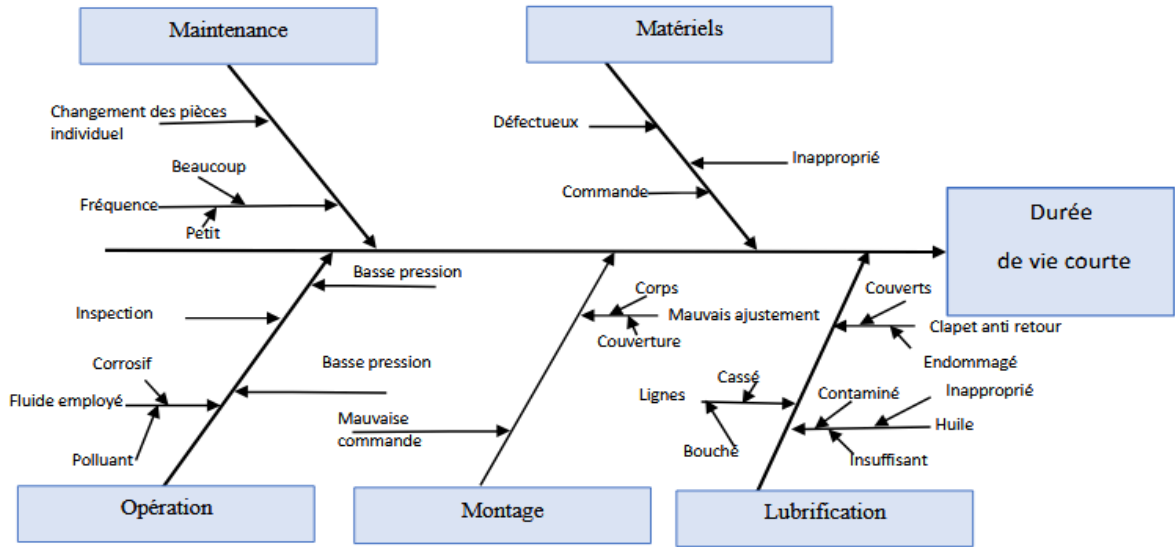 Maintenance
Matériels
Changement des pièces
individuel
Défectueux
Beaucoup
Inapproprié
Commande
Fréquence
Petit
Durée
de vie courte
Basse pression
Corps
Couverts
Inspection
Mauvais ajustement
Clapet anti retour
Couverture
Endommagé
Corrosif
Basse pression
Cassé
Contaminé
Inapproprié
Fluide employé
Lignes
Mauvaise
commande
Huile
Polluant
Bouché
Insuffisant
Opération
Montage
Lubrification